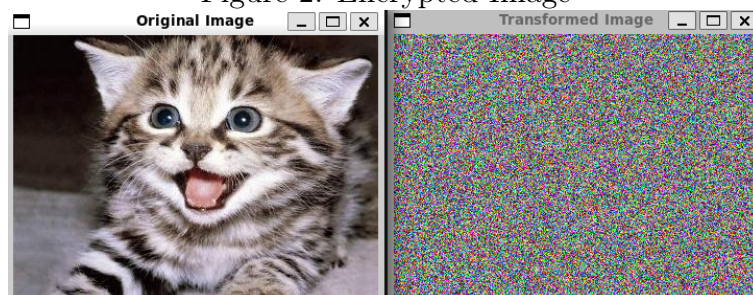 Figure 2: Encrypted Image
Original Image
Transformed Image